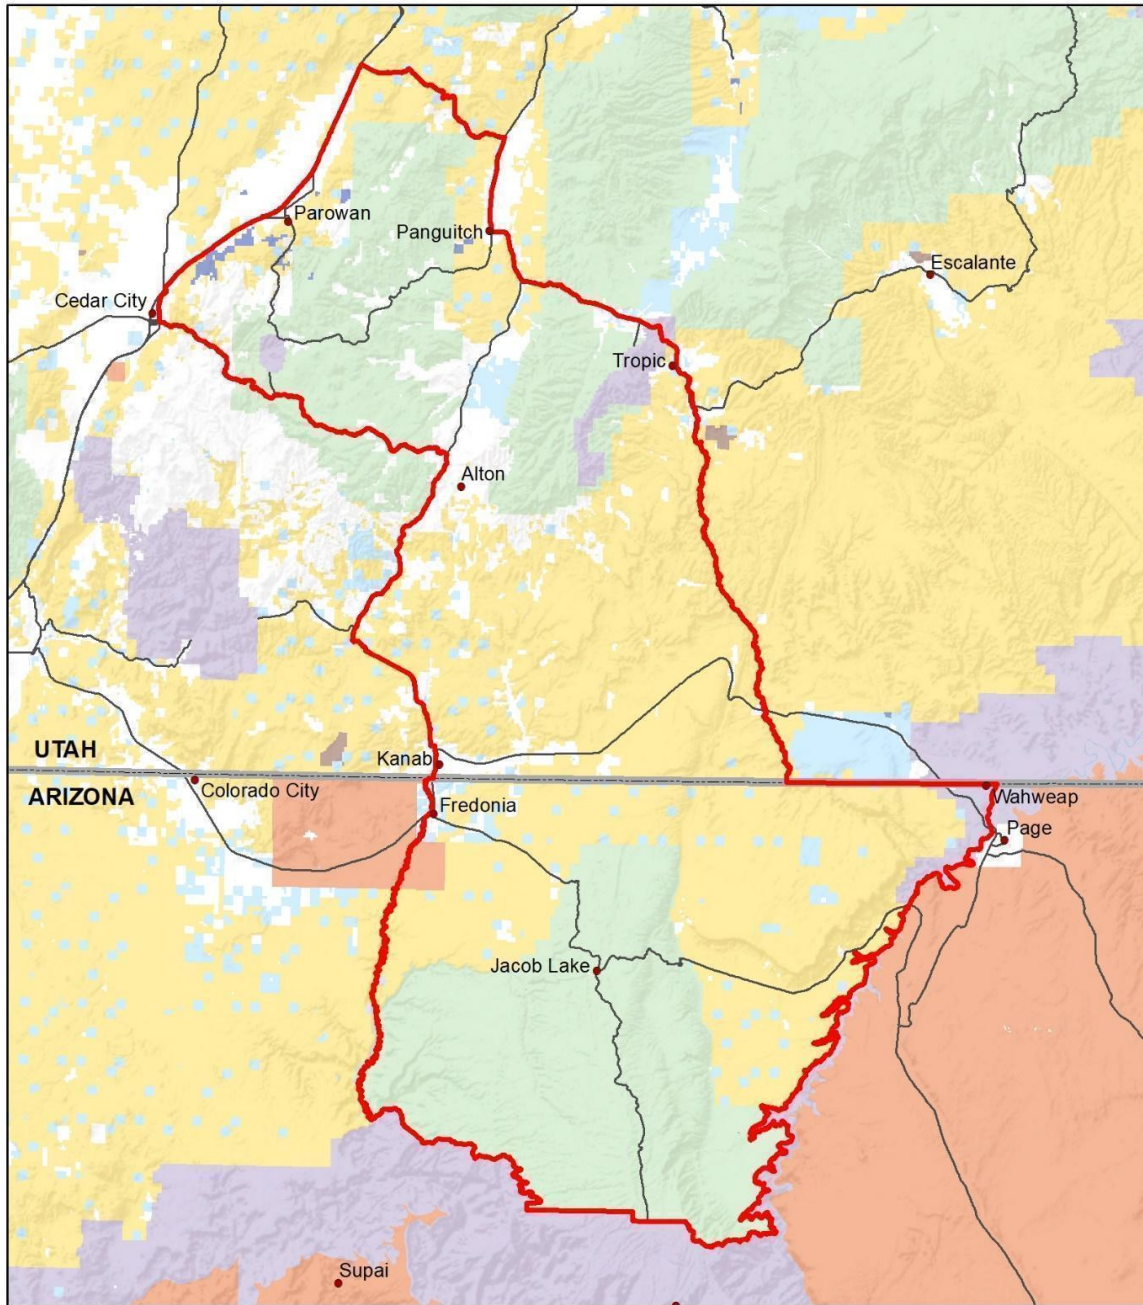 Parowan
Panguitch
Escalante
Cedar City
Tropic
Alton
UTAH
Kanab
ARIZONA
Colorado City
Fredonia
Wahweap
Page
Jacob Lake
Supai